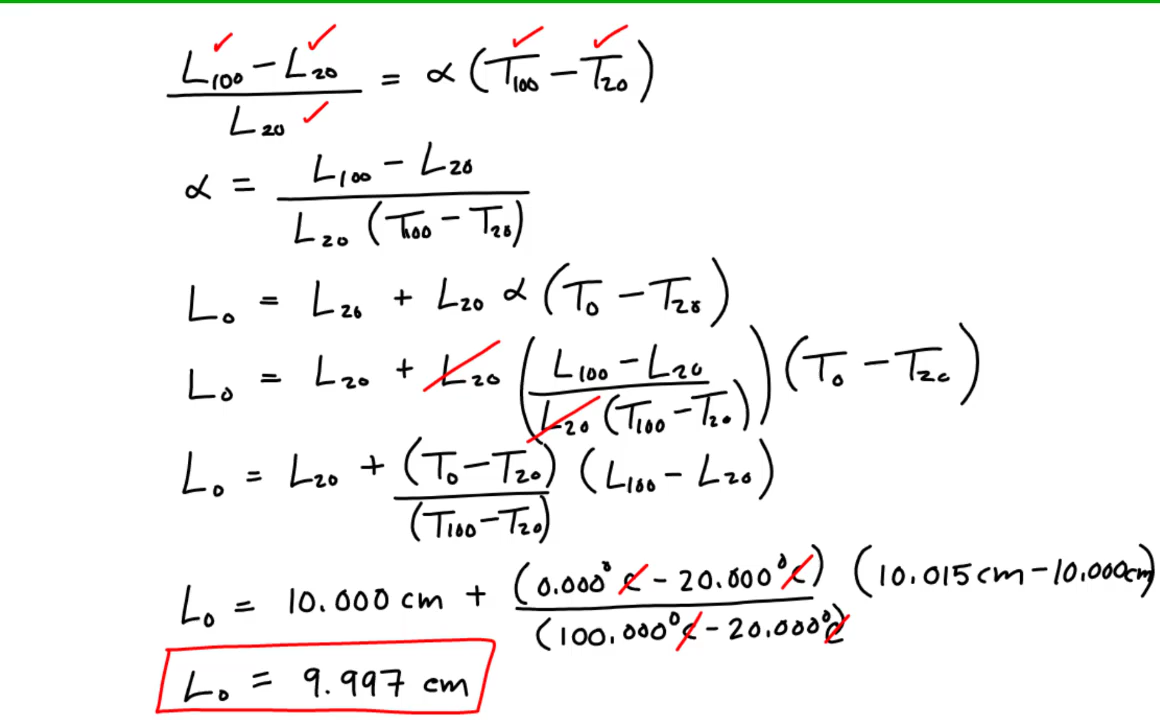 (L₁₀₀ - L₂₀) / L₂₀ = α (T₁₀₀ - T₂₀)
α = (L₁₀₀ - L₂₀) / (L₂₀ (T₁₀₀ - T₂₀))
L₀ = L₂₀ + L₂₀ α (T₀ - T₂₀)
L₀ = L₂₀ + L₂₀ ((L₁₀₀ - L₂₀) / (L₂₀ (T₁₀₀ - T₂₀))) (T₀ - T₂₀)
L₀ = L₂₀ + (T₀ - T₂₀) / (T₁₀₀ - T₂₀) (L₁₀₀ - L₂₀)
L₀ = 10.000 cm + (0.000°C - 20.000°C) / (100.000°C - 20.000°C) (10.015 cm - 10.000 cm)
L₀ = 9.997 cm